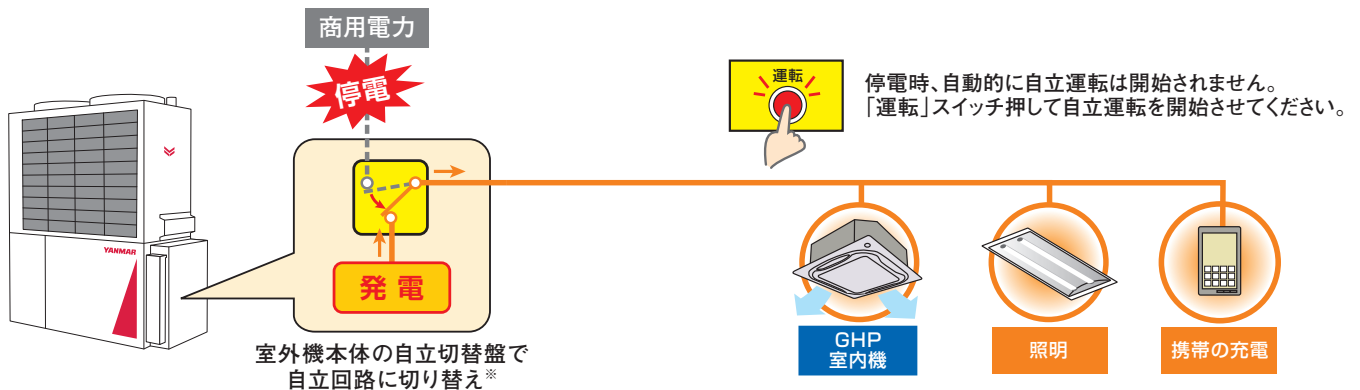 商用電力
停電
運転
停電時、自動的に自立運転は開始されません。
「運転」スイッチ押して自立運転を開始させてください。
YANMAR
発電
室外機本体の自立切替盤で
自立回路に切り替え※
GHP
室内機
照明
携帯の充電